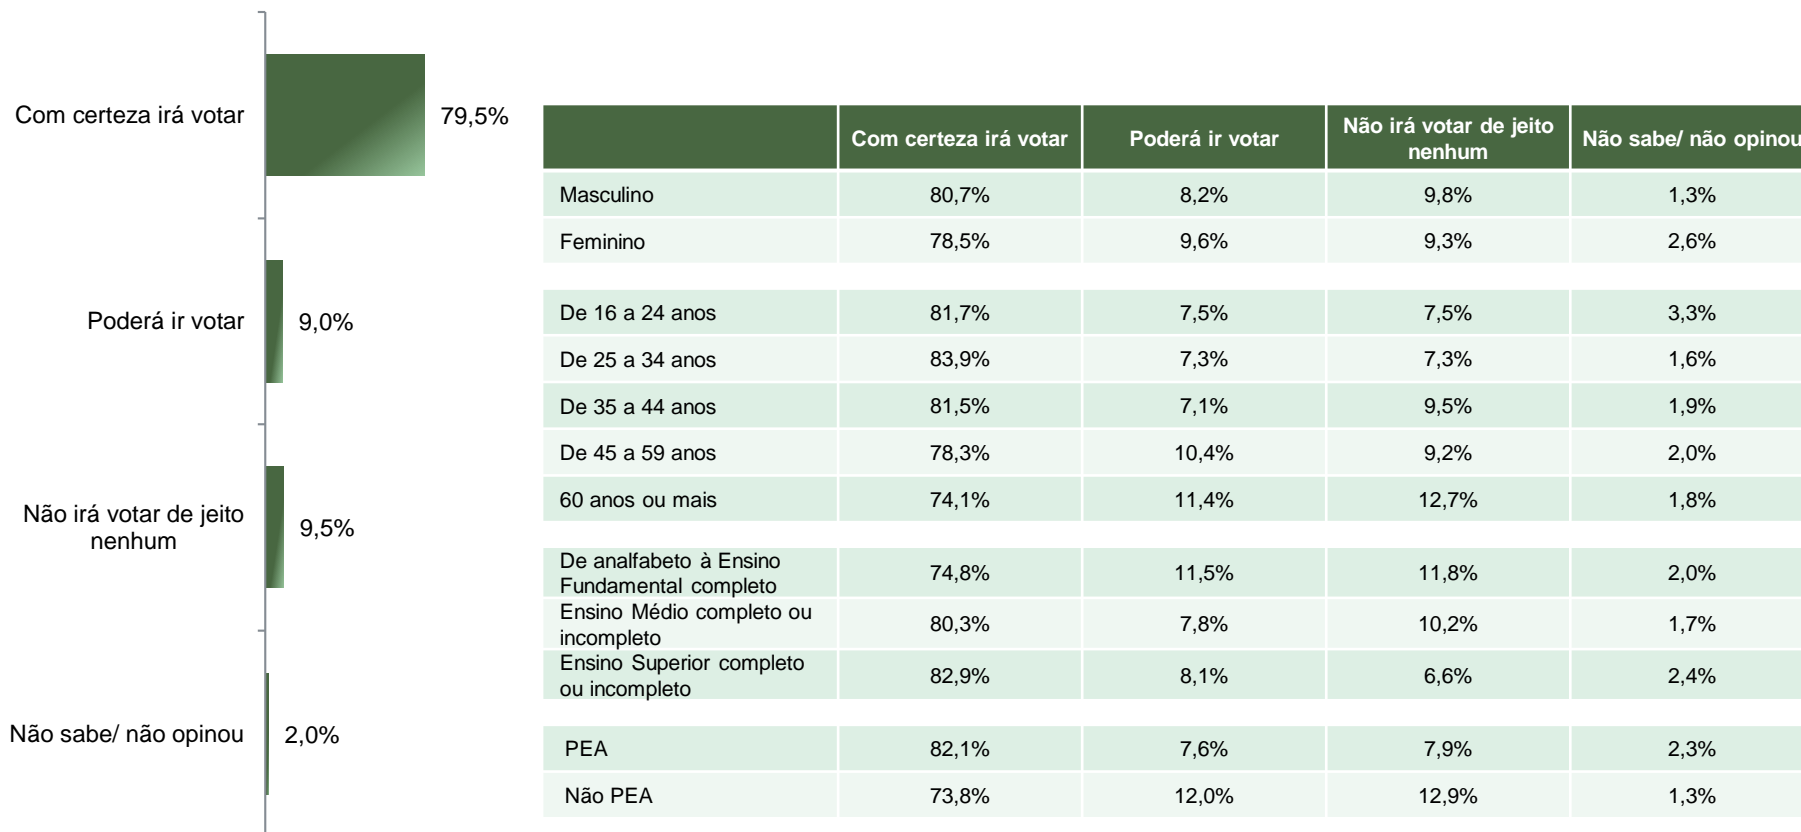 Com certeza irá votar
79,5%
Poderá ir votar
9,0%
Não irá votar de jeito
nenhum
9,5%
Não sabe/ não opinou
2,0%
Com certeza irá votar Poderá ir votar Não irá votar de jeito nenhum Não sabe/ não opinou
Masculino 80,7% 8,2% 9,8% 1,3%
Feminino 78,5% 9,6% 9,3% 2,6%
De 16 a 24 anos 81,7% 7,5% 7,5% 3,3%
De 25 a 34 anos 83,9% 7,3% 7,3% 1,6%
De 35 a 44 anos 81,5% 7,1% 9,5% 1,9%
De 45 a 59 anos 78,3% 10,4% 9,2% 2,0%
60 anos ou mais 74,1% 11,4% 12,7% 1,8%
De analfabeto à Ensino
Fundamental completo 74,8% 11,5% 11,8% 2,0%
Ensino Médio completo ou
incompleto 80,3% 7,8% 10,2% 1,7%
Ensino Superior completo
ou incompleto 82,9% 8,1% 6,6% 2,4%
PEA 82,1% 7,6% 7,9% 2,3%
Não PEA 73,8% 12,0% 12,9% 1,3%